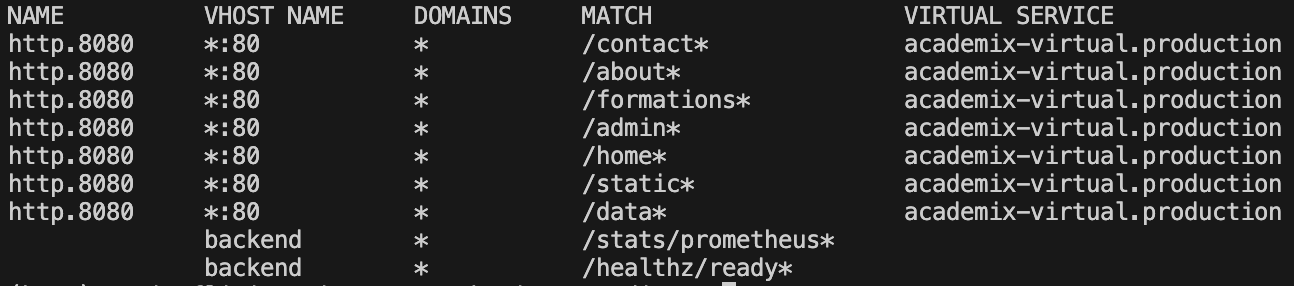 NAME VHOST NAME DOMAINS MATCH VIRTUAL SERVICE
http.8080 *:80 * /contact* academix-virtual.production
http.8080 *:80 * /about* academix-virtual.production
http.8080 *:80 * /formations* academix-virtual.production
http.8080 *:80 * /admin* academix-virtual.production
http.8080 *:80 * /home* academix-virtual.production
http.8080 *:80 * /static* academix-virtual.production
http.8080 *:80 * /data* academix-virtual.production
backend * /stats/prometheus*
backend * /healthz/ready*